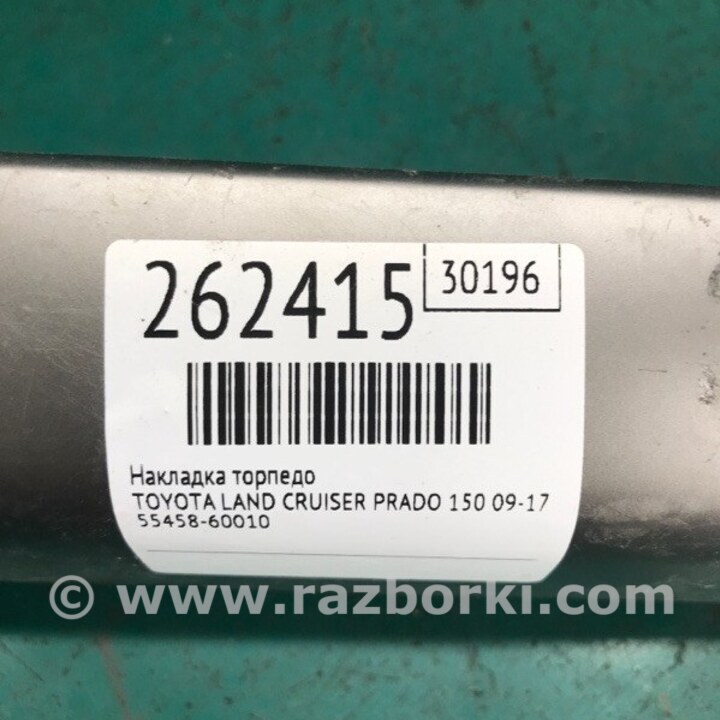 262415
30196
Накладка торпедо
TOYOTA LAND CRUISER PRADO 150 09-17
55458-60010
© www.razborki.com